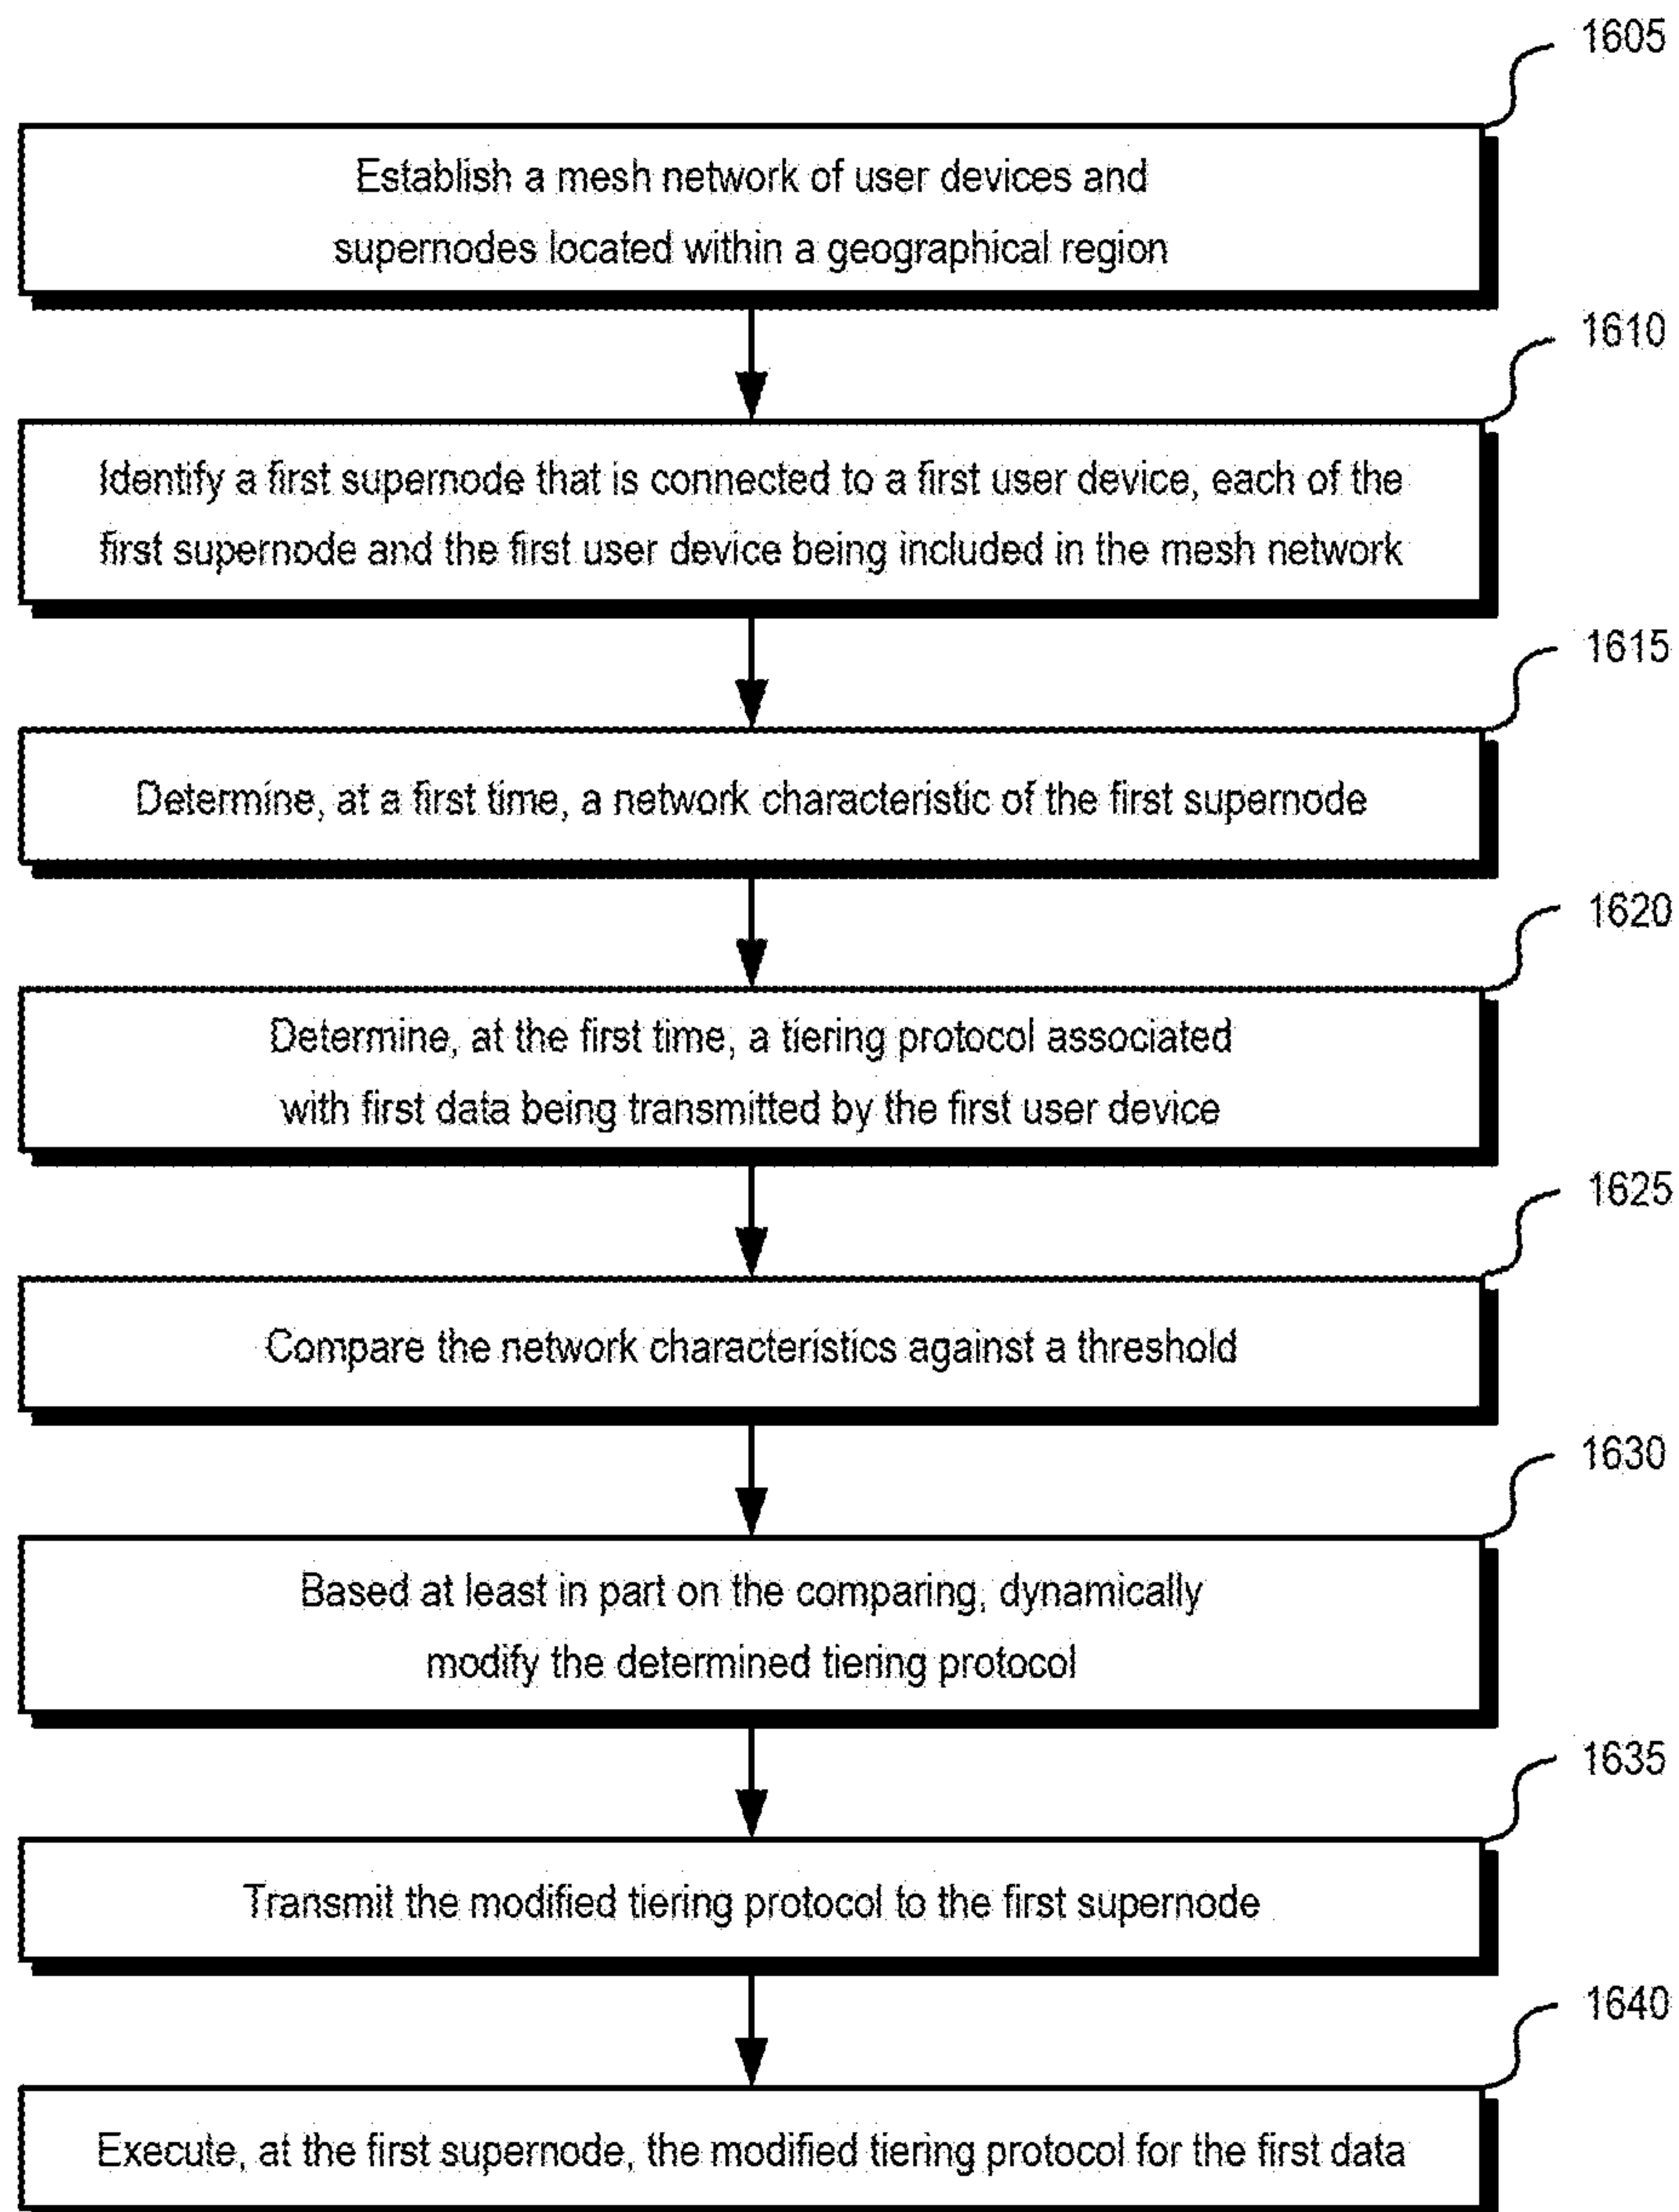 1605
Establish a mesh network of user devices and
supernodes located within a geographical region
1610
Identify a first supernode that is connected to a first user device, each of the
first supernode and the first user device being included in the mesh network
1615
Determine, at a first time, a network characteristic of the first supernode
1620
Determine, at the first time, a tiering protocol associated
with first data being transmitted by the first user device
1625
Compare the network characteristics against a threshold
1630
Based at least in part on the comparing, dynamically
modify the determined tiering protocol
1635
Transmit the modified tiering protocol to the first supernode
1640
Execute, at the first supernode, the modified tiering protocol for the first data